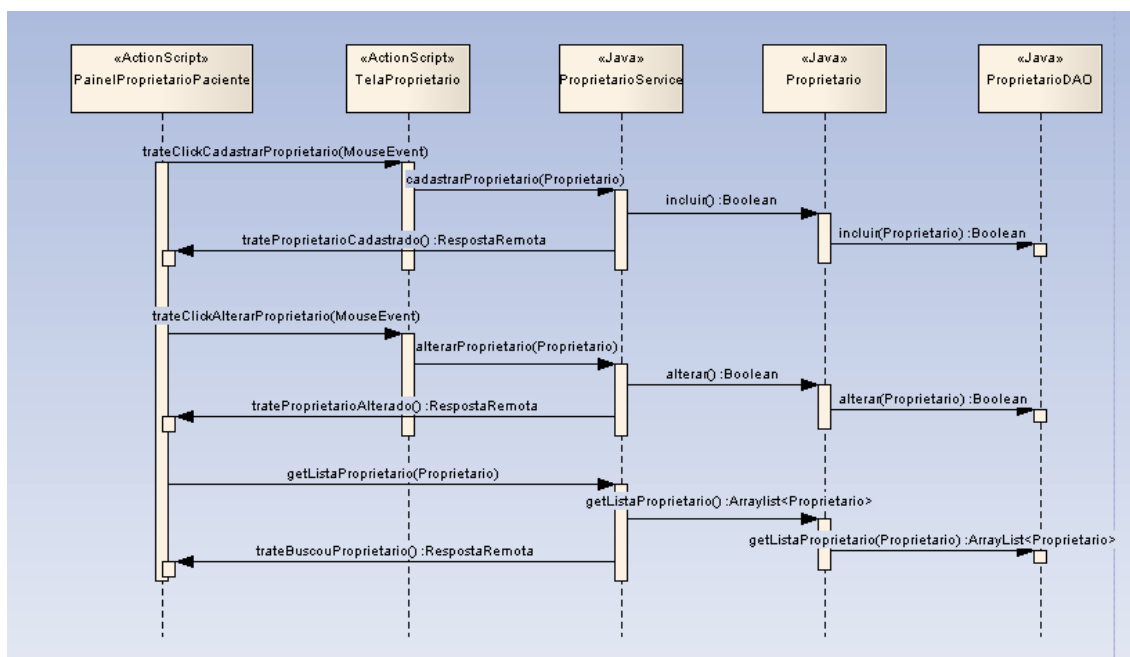 «ActionScript»
PainelProprietarioPaciente
«ActionScript»
TelaProprietario
«Java»
ProprietarioService
«Java»
Proprietario
«Java»
ProprietarioDAO
trateClickCadastrarProprietario(MouseEvent)
cadastrarProprietario(Proprietario)
incluir() :Boolean
incluir(Proprietario) :Boolean
trateProprietarioCadastrado() :RespostaRemota
trateClickAlterarProprietario(MouseEvent)
alterarProprietario(Proprietario)
alterar() :Boolean
alterar(Proprietario) :Boolean
trateProprietarioAlterado() :RespostaRemota
getListaProprietario(Proprietario)
getListaProprietario() :Arraylist<Proprietario>
getListaProprietario(Proprietario) :ArrayList<Proprietario>
trateBuscouProprietario() :RespostaRemota